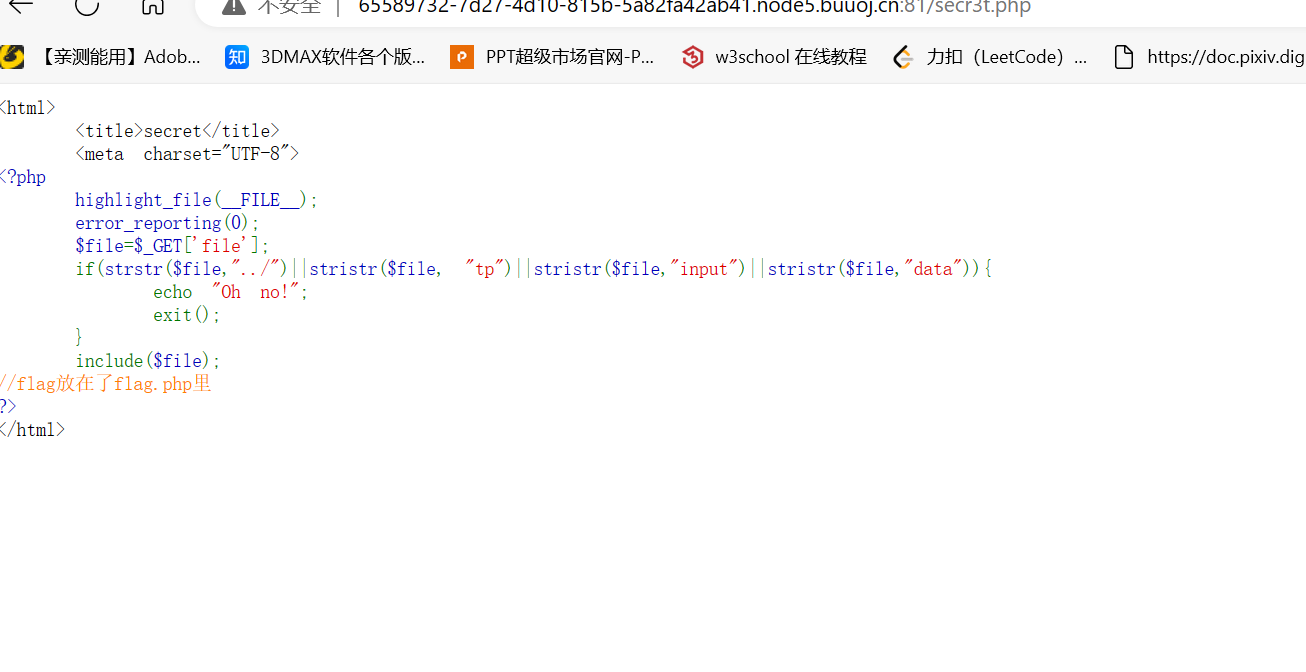 不安全 | 65589732-7d27-4d10-815b-5a82fa42ab41.node5.buuoj.cn:81/secr3t.php
【亲测能用】Adob... 知 3DMAX软件各个版... P PPT超级市场官网-P... w3school 在线教程 力扣（LeetCode）... https://doc.pixiv.dig
<html>
<title>secret</title>
<meta charset="UTF-8">
<?php
highlight_file(__FILE__);
error_reporting(0);
$file=$_GET['file'];
if(strstr($file,"../")||stristr($file, "tp")||stristr($file,"input")||stristr($file,"data")){
echo "Oh no!";
exit();
}
include($file);
//flag放在了flag.php里
?>
</html>